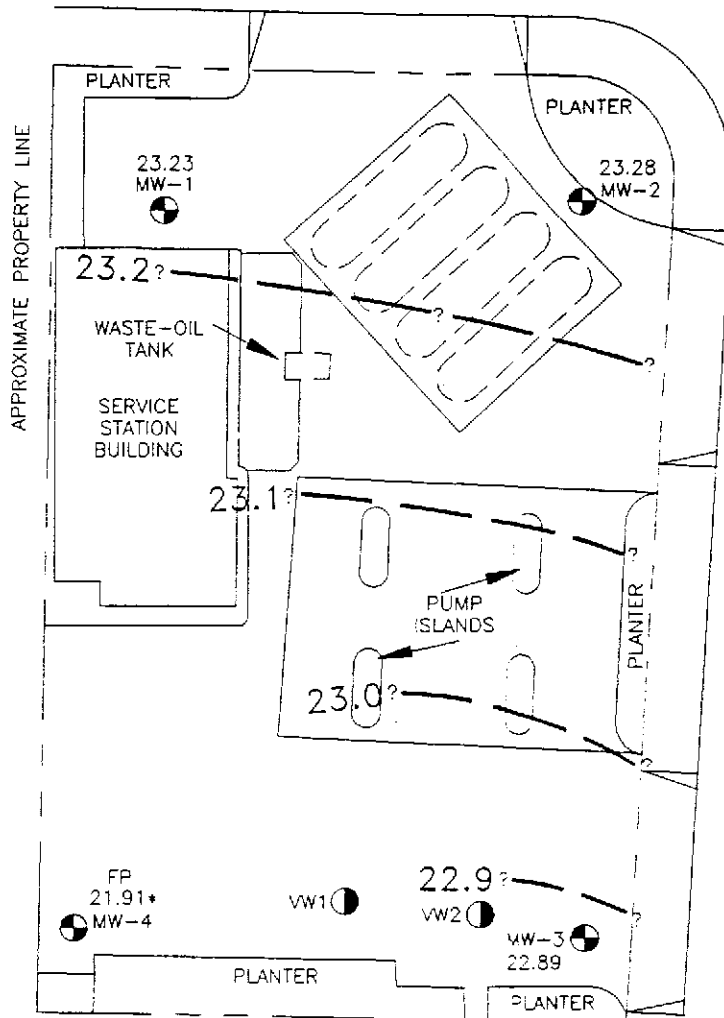 PLANTER
PLANTER
APPROXIMATE PROPERTY LINE
23.23
MW-1
23.28
MW-2
23.2?
?
?
WASTE-OIL
TANK
SERVICE
STATION
BUILDING
23.1?
?
PUMP
ISLANDS
PLANTER
23.0?
?
FP
21.91*
MW-4
VW1
22.9?
?
VW2
MW-3
22.89
PLANTER
PLANTER